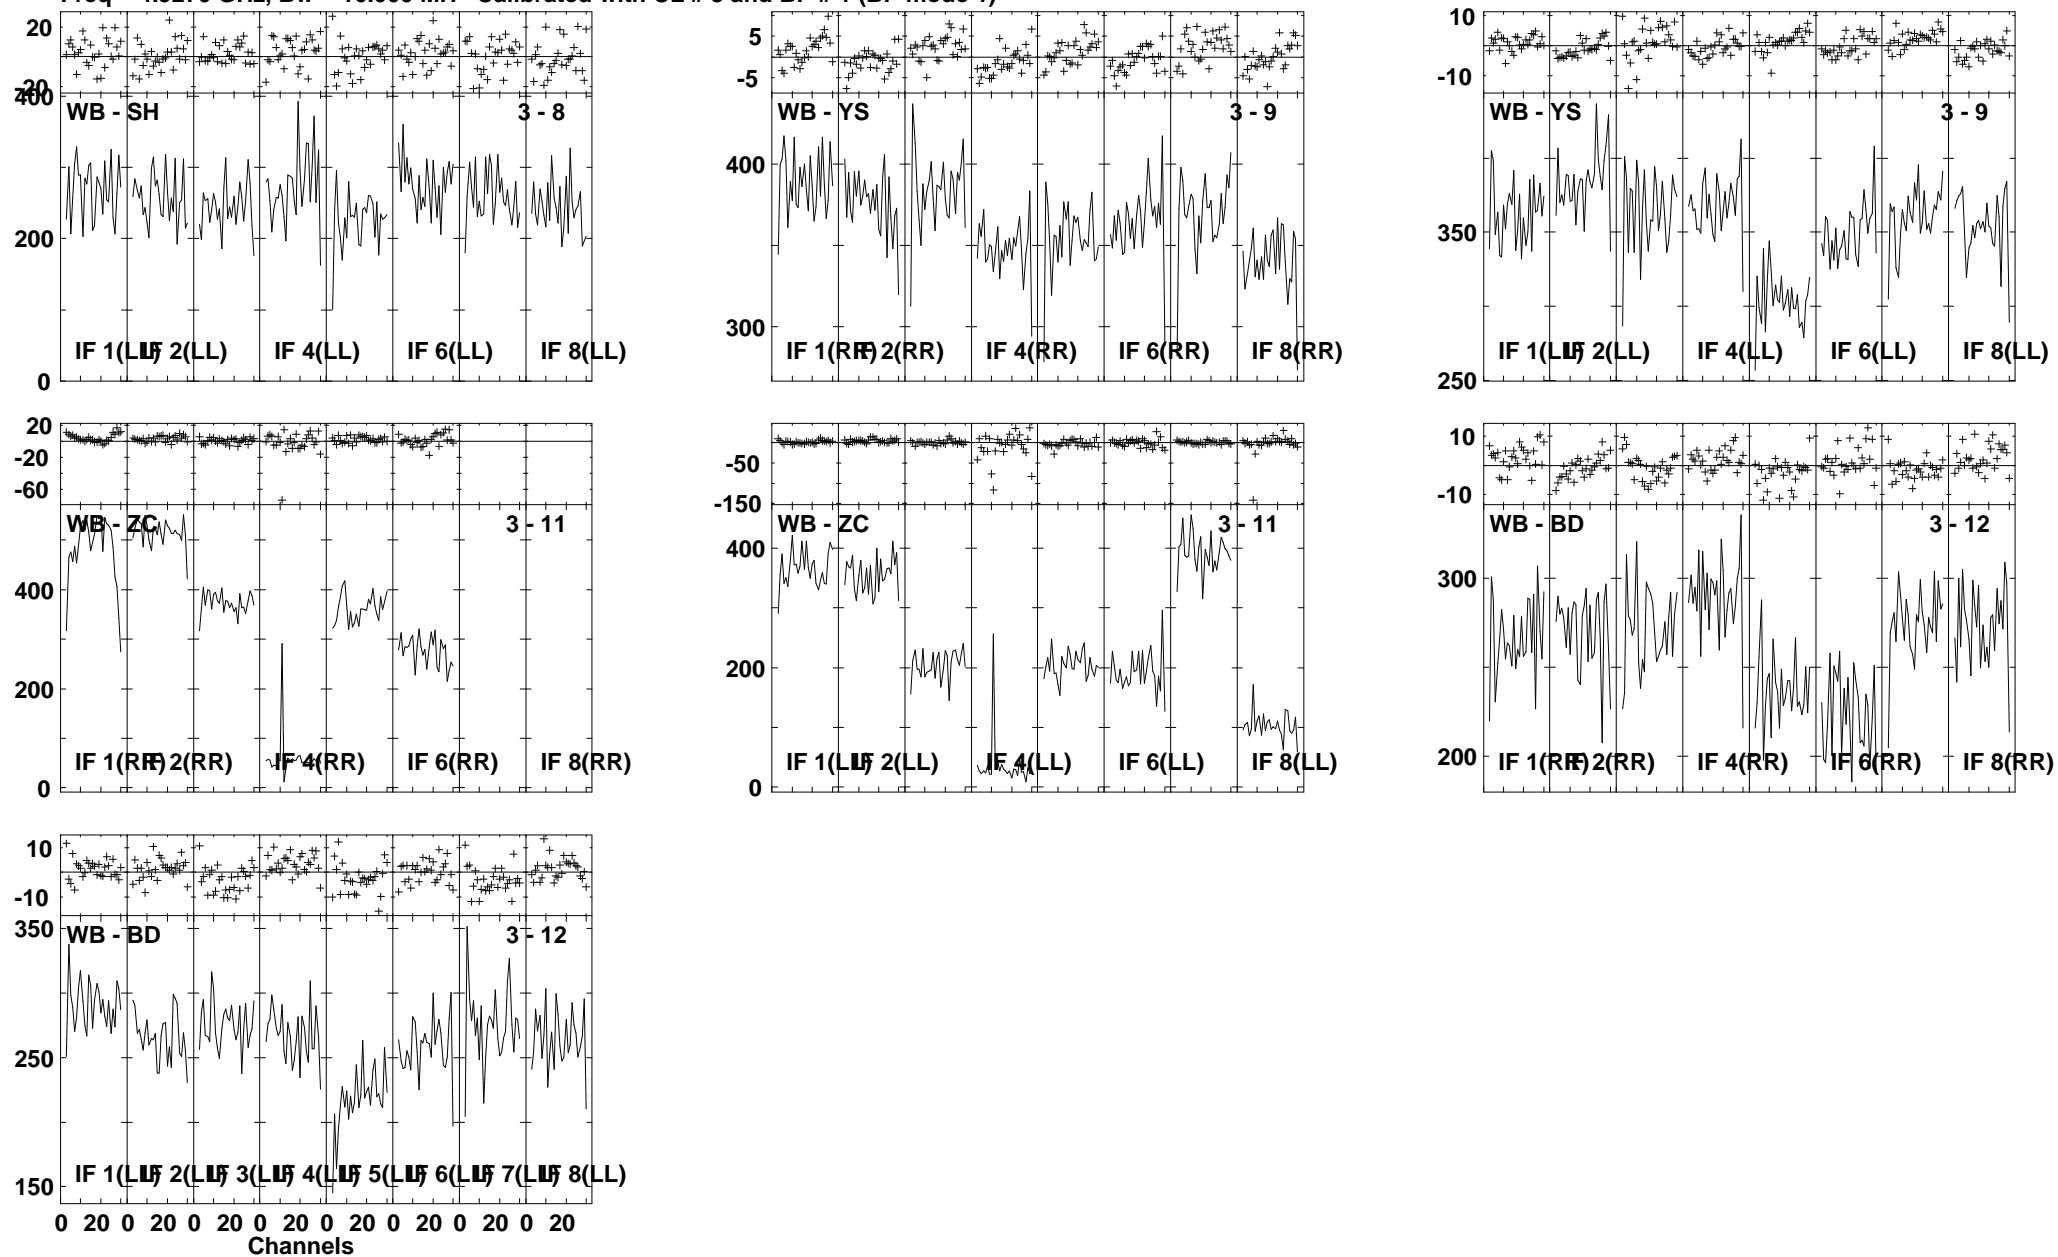 20
-20
400
200
0
WB - SH 3 - 8
IF 1(LL) IF 2(LL) IF 4(LL) IF 6(LL) IF 8(LL)
5
-5
400
300
WB - YS 3 - 9
IF 1(RR) IF 2(RR) IF 4(RR) IF 6(RR) IF 8(RR)
10
-10
350
250
WB - YS 3 - 9
IF 1(LL) IF 2(LL) IF 4(LL) IF 6(LL) IF 8(LL)
20
-20
-60
400
200
0
WB - ZC 3 - 11
IF 1(RR) IF 2(RR) IF 4(RR) IF 6(RR) IF 8(RR)
-50
-150
400
200
0
WB - ZC 3 - 11
IF 1(LL) IF 2(LL) IF 4(LL) IF 6(LL) IF 8(LL)
10
-10
300
200
WB - BD 3 - 12
IF 1(RR) IF 2(RR) IF 4(RR) IF 6(RR) IF 8(RR)
10
-10
350
250
150
WB - BD 3 - 12
IF 1(LL) IF 2(LL) IF 3(LL) IF 4(LL) IF 5(LL) IF 6(LL) IF 7(LL) IF 8(LL)
0 20 0 20 0 20 0 20 0 20 0 20 0 20 0 20
Channels